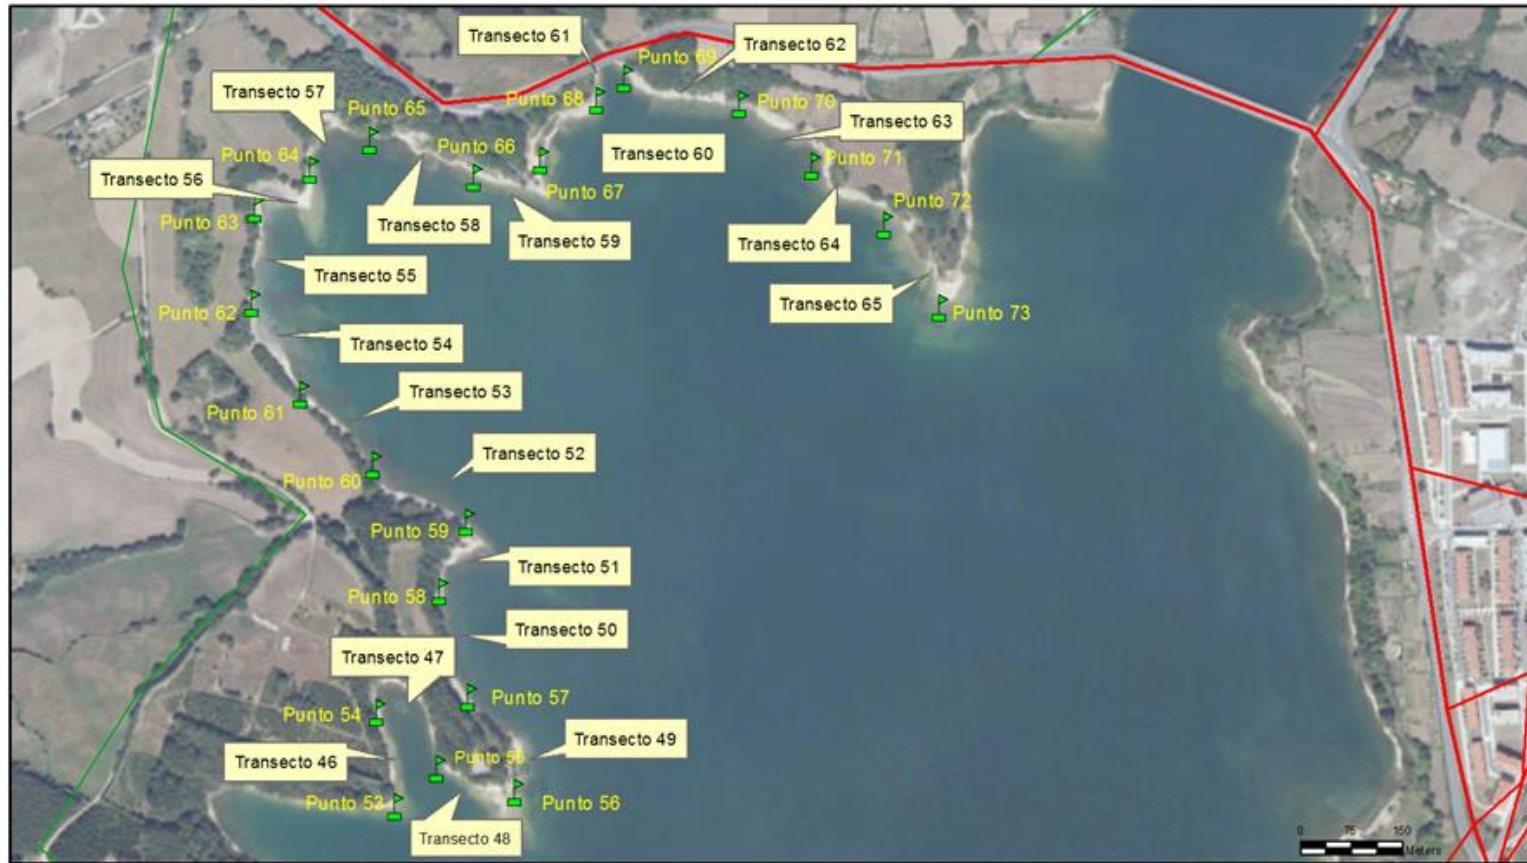 Transecto 61
Transecto 62
Punto 69
Transecto 57
Punto 65
Punto 68
Punto 70
Transecto 63
Punto 64
Punto 66
Transecto 60
Punto 71
Transecto 56
Punto 67
Punto 72
Punto 63
Transecto 58
Transecto 59
Transecto 64
Transecto 55
Transecto 65
Punto 62
Punto 73
Transecto 54
Transecto 53
Punto 61
Transecto 52
Punto 60
Punto 59
Transecto 51
Punto 58
Transecto 50
Transecto 47
Punto 57
Punto 54
Transecto 49
Transecto 46
Punto 55
Punto 53
Punto 56
Transecto 48
0 75 150
Meters